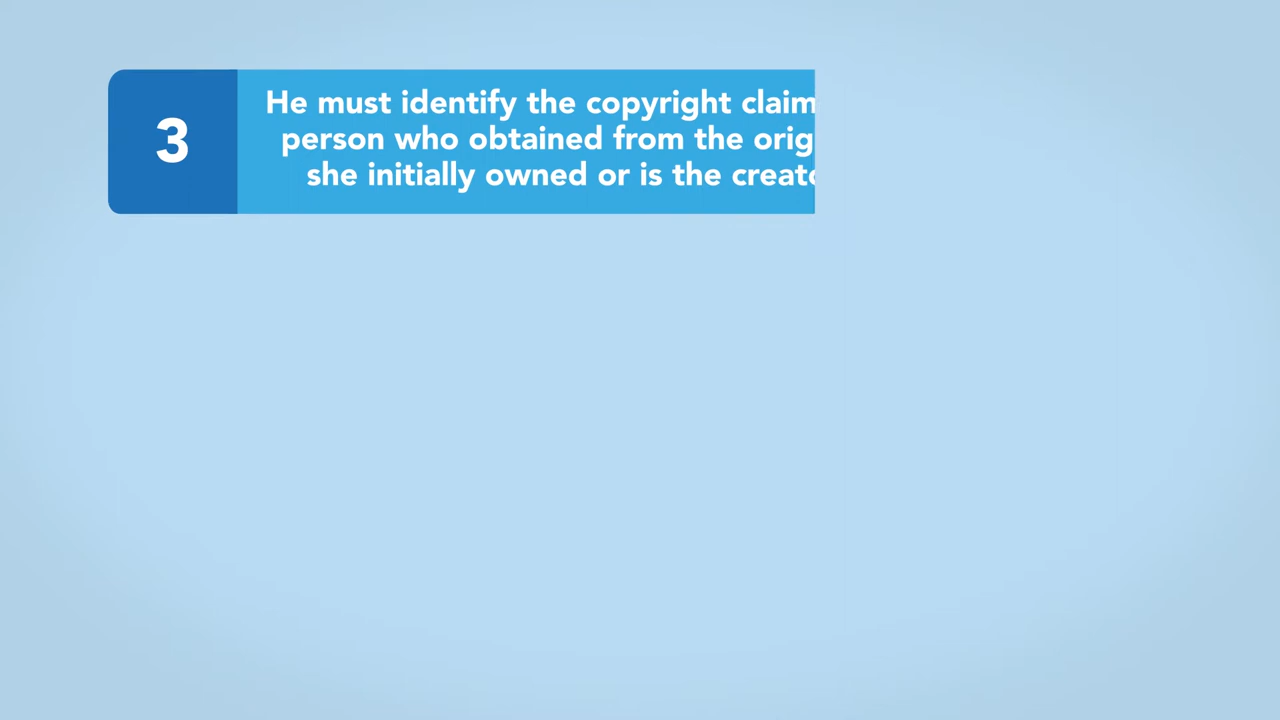 3
He must identify the copyright claim
person who obtained from the orig
she initially owned or is the